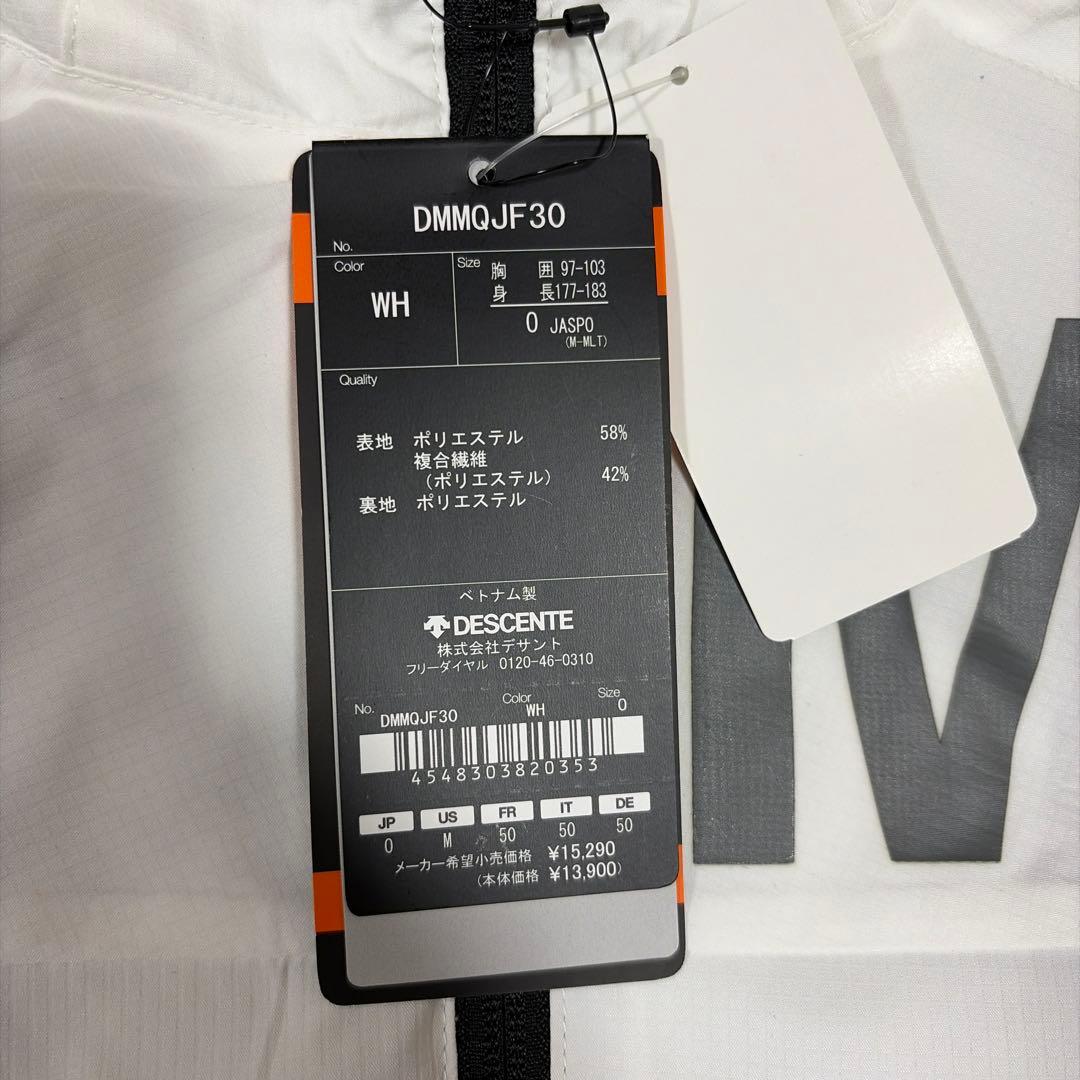 DMMQJF30
No.
Color
WH
Size
胸 囲 97-103
身 長177-183
0 JASPO
(M-MLT)
Quality
表地 ポリエステル 58%
複合繊維
(ポリエステル) 42%
裏地 ポリエステル
ベトナム製
DESCENTE
株式会社デサント
フリーダイヤル 0120-46-0310
No. Color Size
DMMQJF30 WH 0
4548303820353
JP US FR IT DE
0 M 50 50 50
メーカー希望小売価格 ¥15,290
(本体価格 ¥13,900)